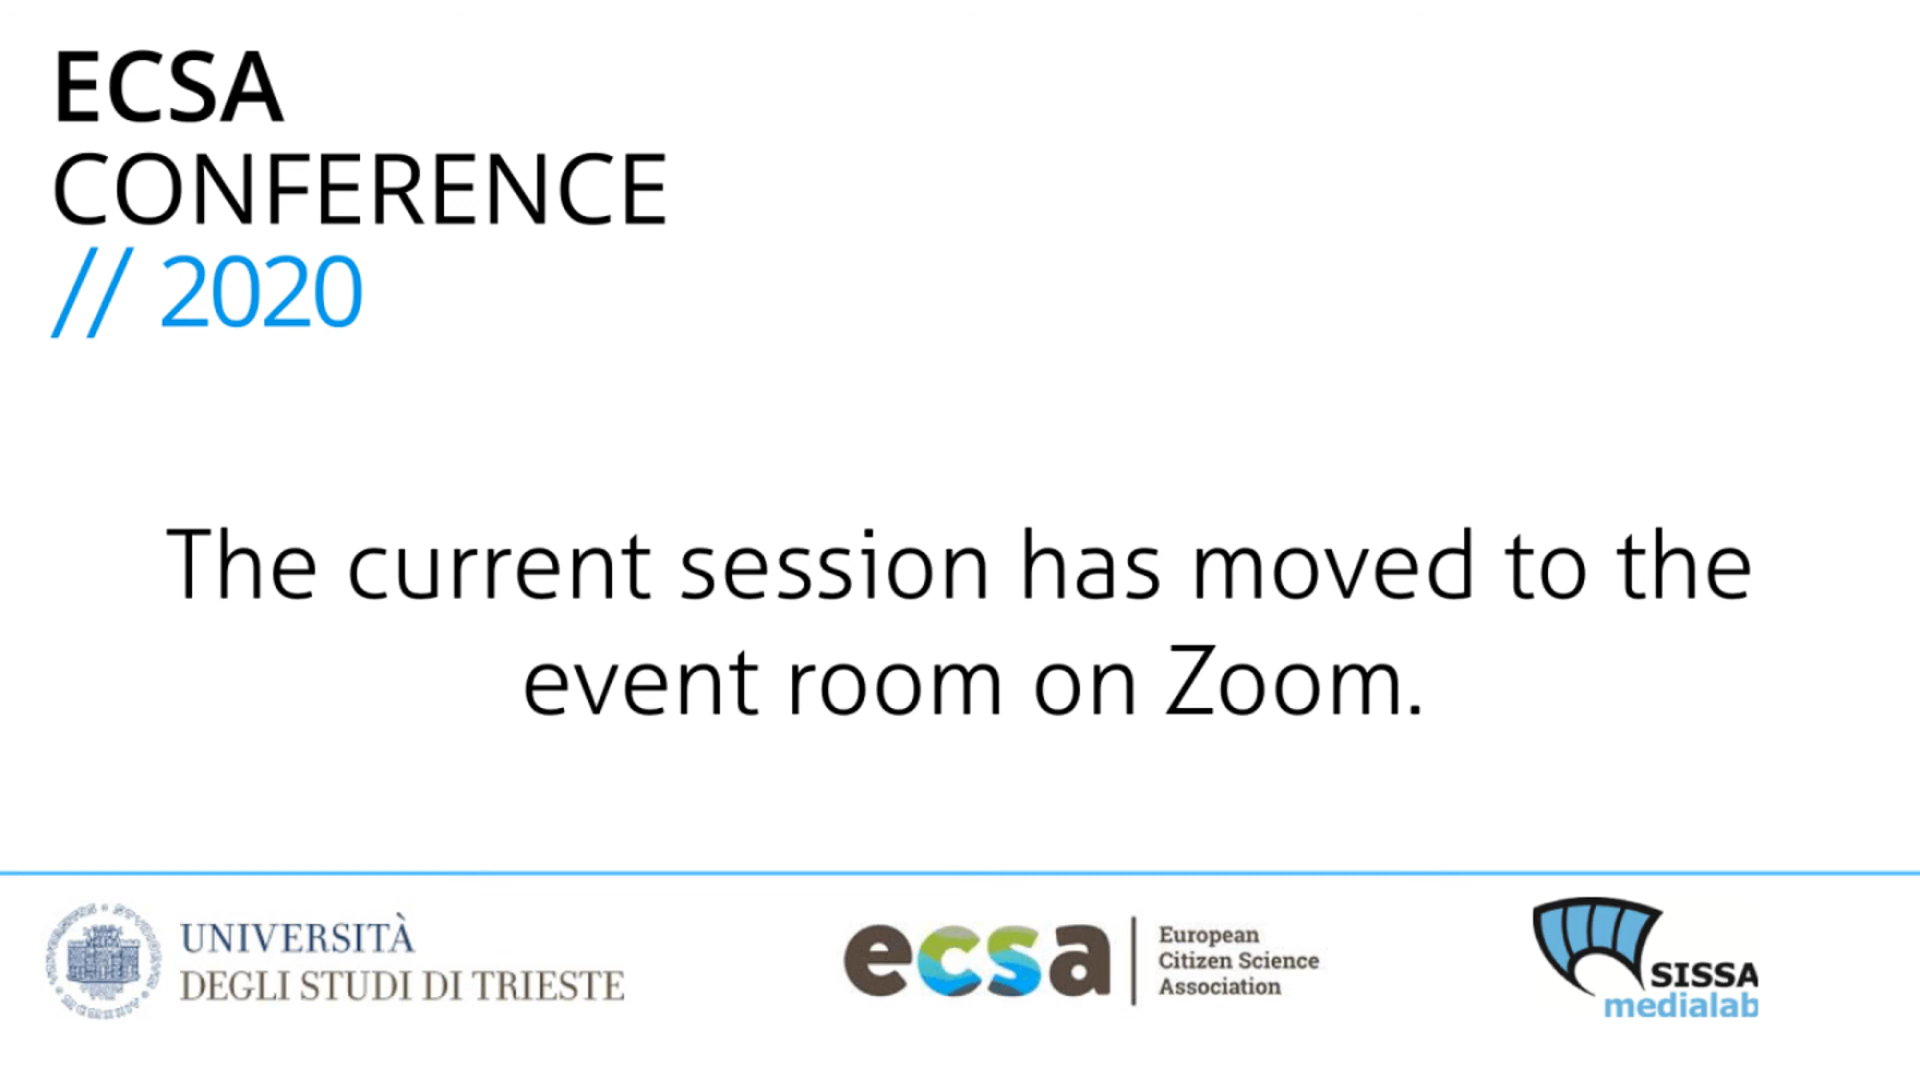 ECSA
CONFERENCE
// 2020
The current session has moved to the
event room on Zoom.
UNIVERSITÀ
DEGLI STUDI DI TRIESTE
ecsa
European
Citizen Science
Association
SISSA
medialab